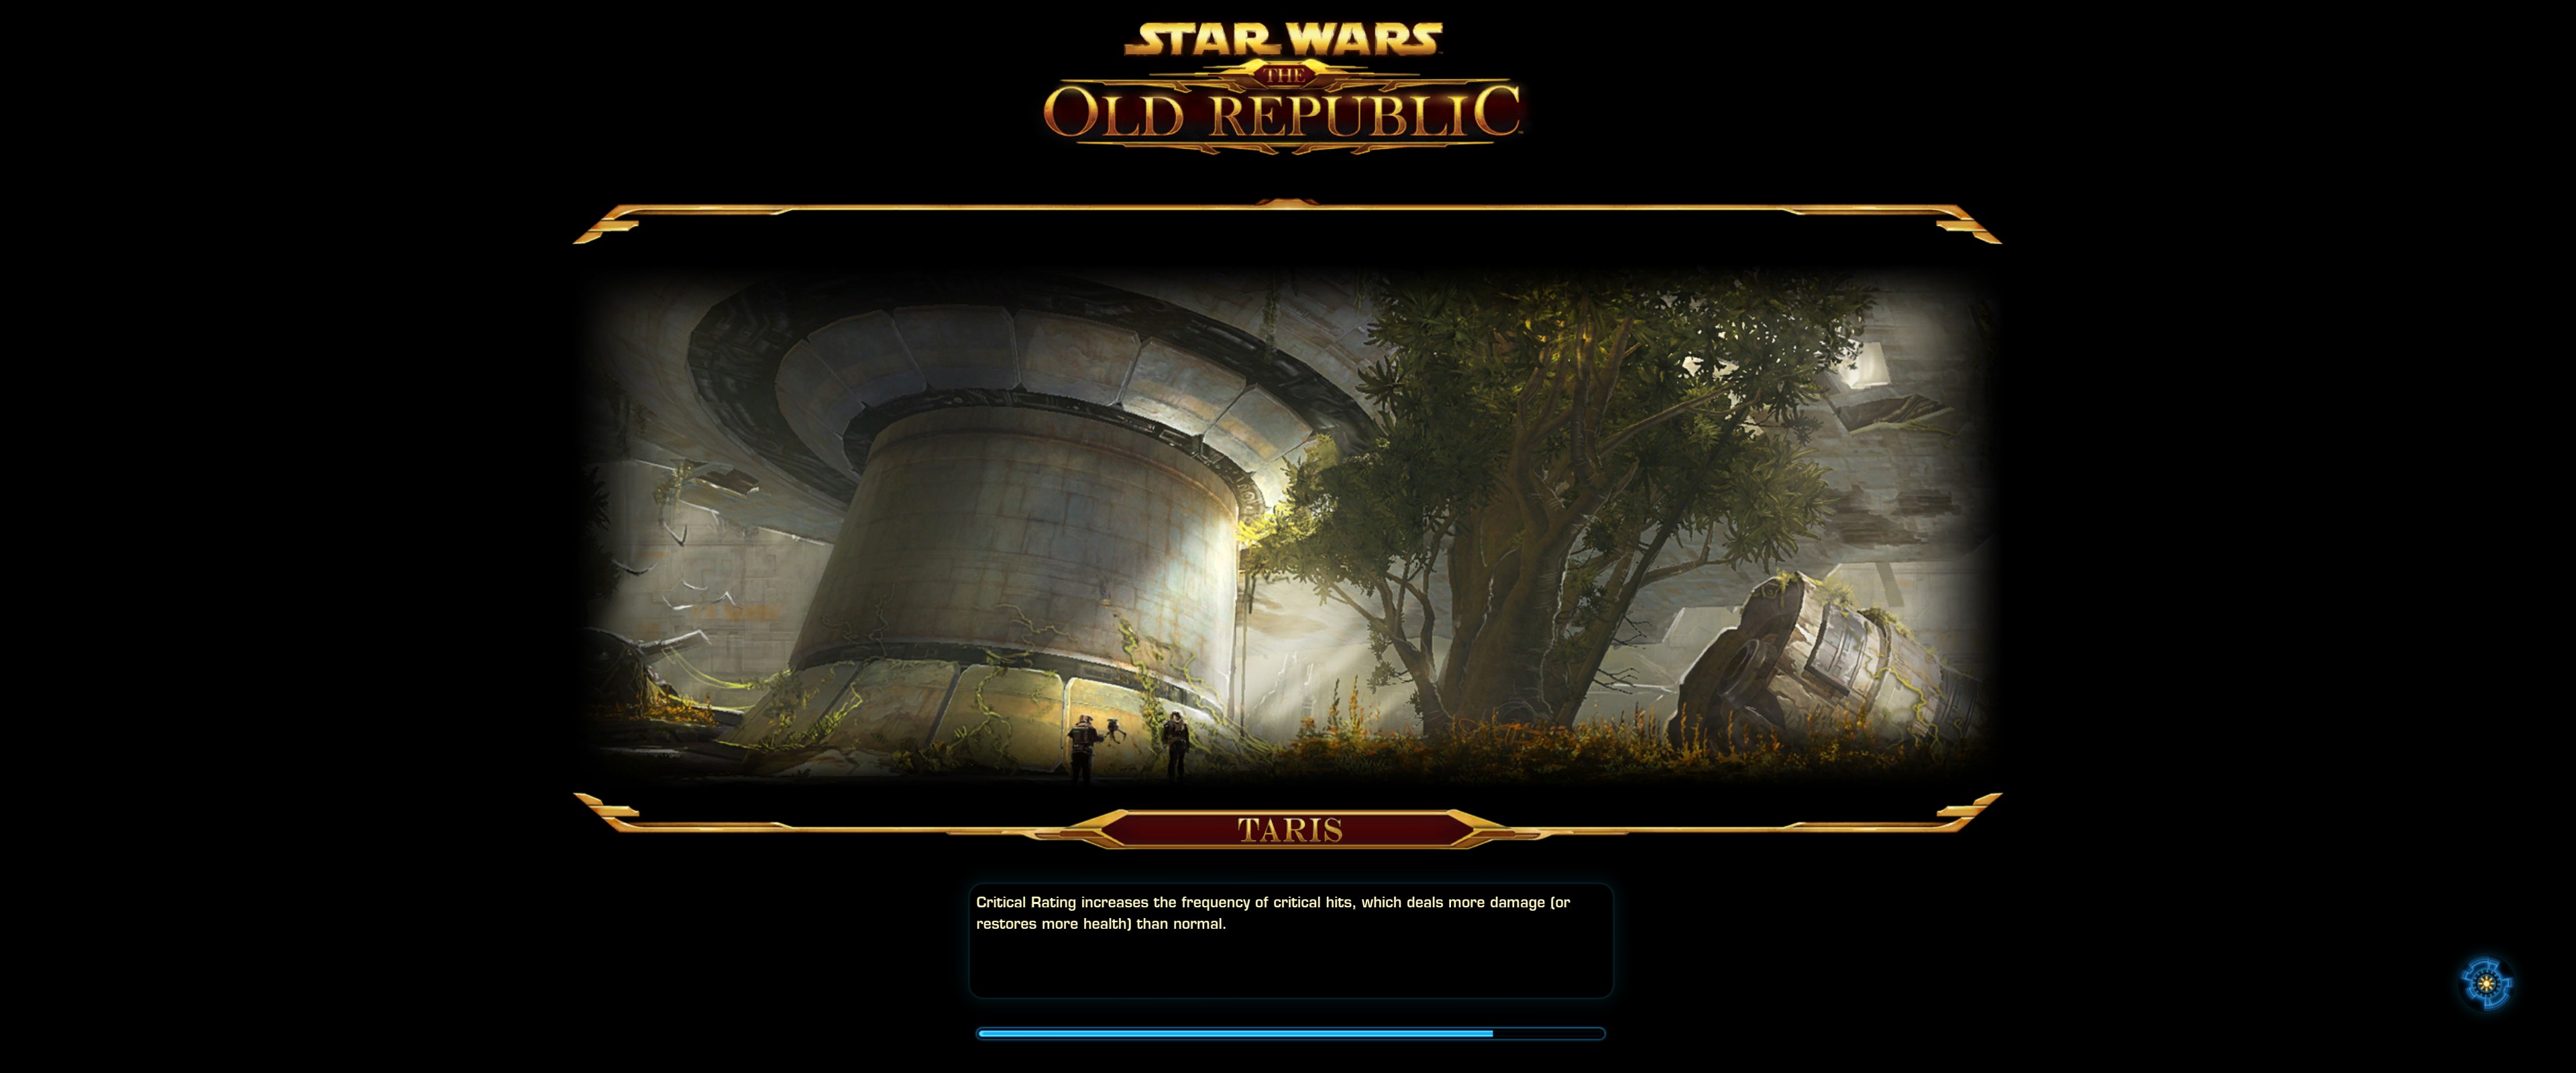 STAR WARS
THE
OLD REPUBLIC
TARIS
Critical Rating increases the frequency of critical hits, which deals more damage (or
restores more health) than normal.